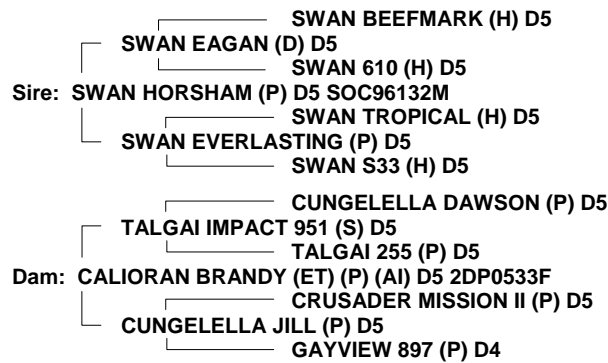 SWAN BEEFMARK (H) D5
SWAN EAGAN (D) D5
SWAN 610 (H) D5
Sire: SWAN HORSHAM (P) D5 SOC96132M
SWAN TROPICAL (H) D5
SWAN EVERLASTING (P) D5
SWAN S33 (H) D5
CUNGELELLA DAWSON (P) D5
TALGAI IMPACT 951 (S) D5
TALGAI 255 (P) D5
Dam: CALIORAN BRANDY (ET) (P) (AI) D5 2DP0533F
CRUSADER MISSION II (P) D5
CUNGELELLA JILL (P) D5
GAYVIEW 897 (P) D4